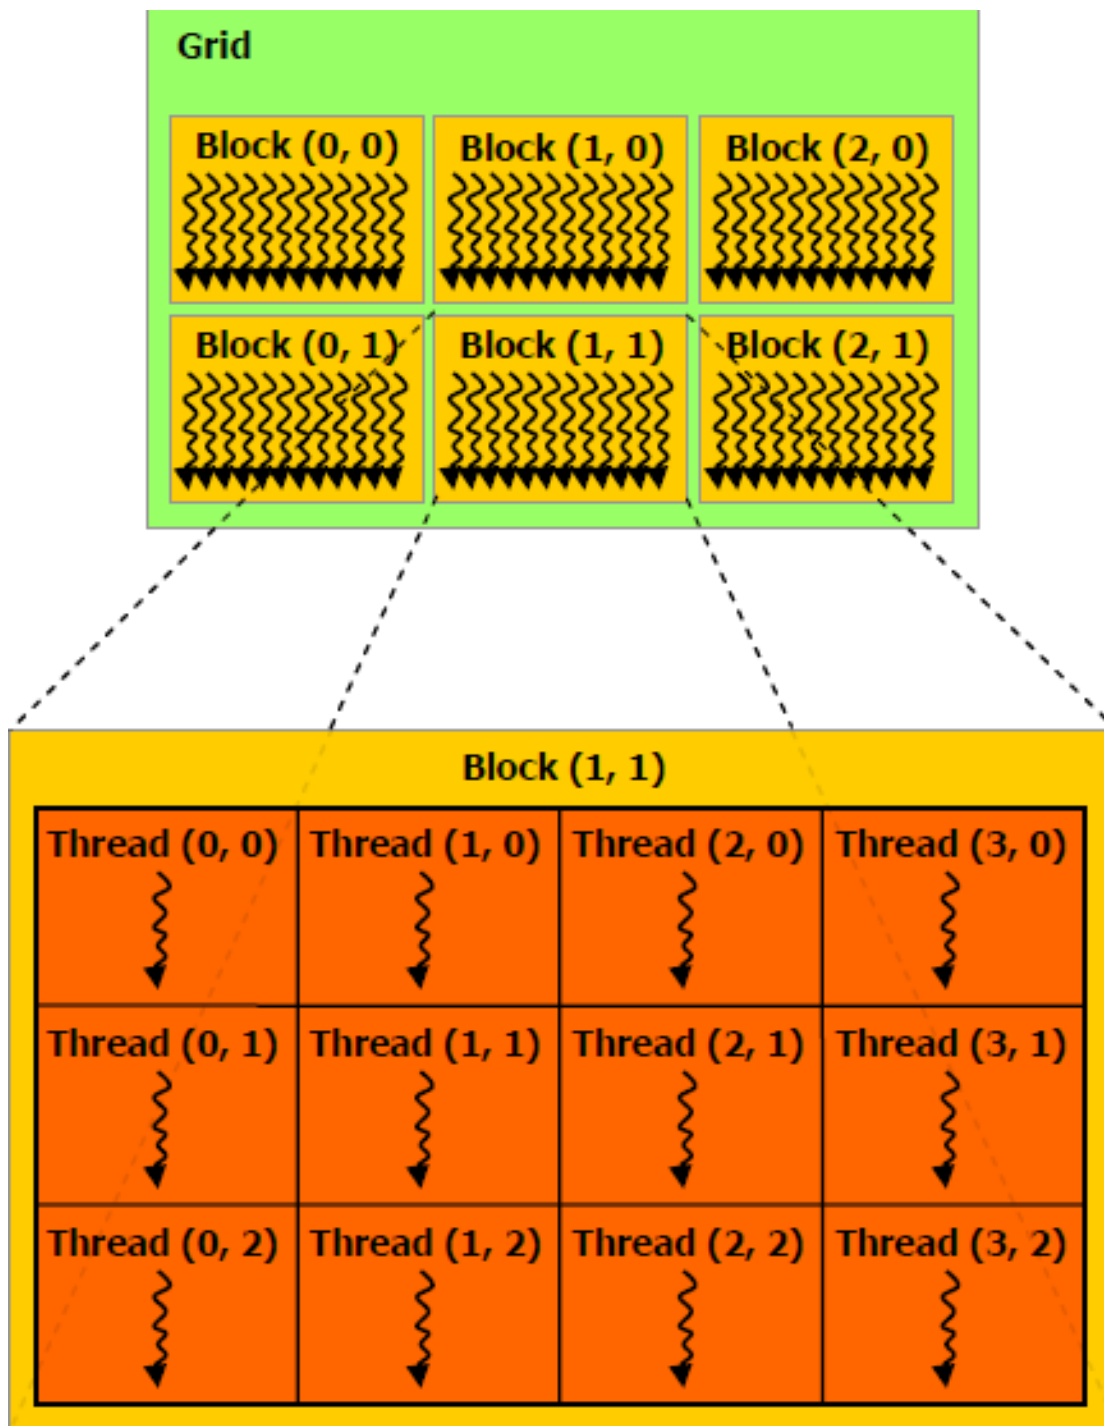 Grid
Block (0, 0) Block (1, 0) Block (2, 0)
Block (0, 1) Block (1, 1) Block (2, 1)
Block (1, 1)
Thread (0, 0) Thread (1, 0) Thread (2, 0) Thread (3, 0)
Thread (0, 1) Thread (1, 1) Thread (2, 1) Thread (3, 1)
Thread (0, 2) Thread (1, 2) Thread (2, 2) Thread (3, 2)